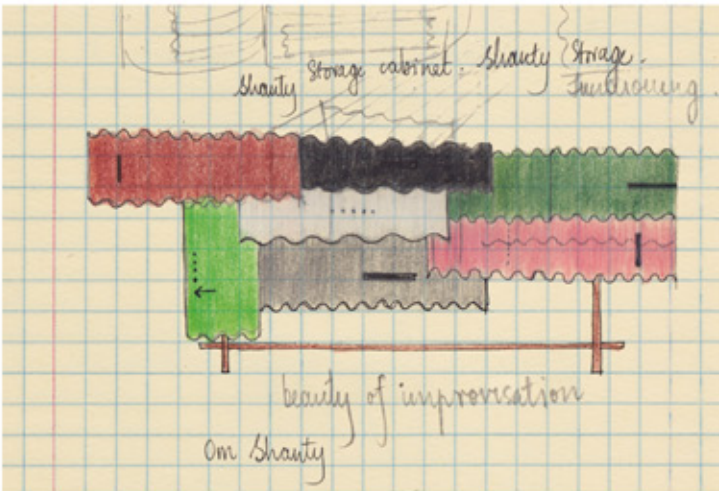 Shanty Storage cabinet. Shanty Storage.
Functioning.
beauty of improvisation
Om Shanty